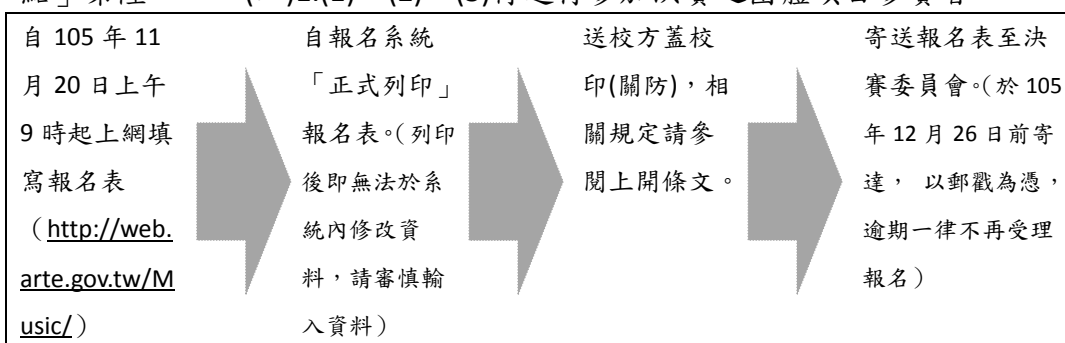 自 105 年 11
月 20 日上午
9 時起上網填
寫報名表
（http://web.
arte.gov.tw/M
usic/）
自報名系統
「正式列印」
報名表。（列印
後即無法於系
統內修改資
料，請審慎輸
入資料）
送校方蓋校
印(關防)，相
關規定請參
閱上開條文。
寄送報名表至決
賽委員會。（於 105
年 12 月 26 日前寄
達， 以郵戳為憑，
逾期一律不再受理
報名）